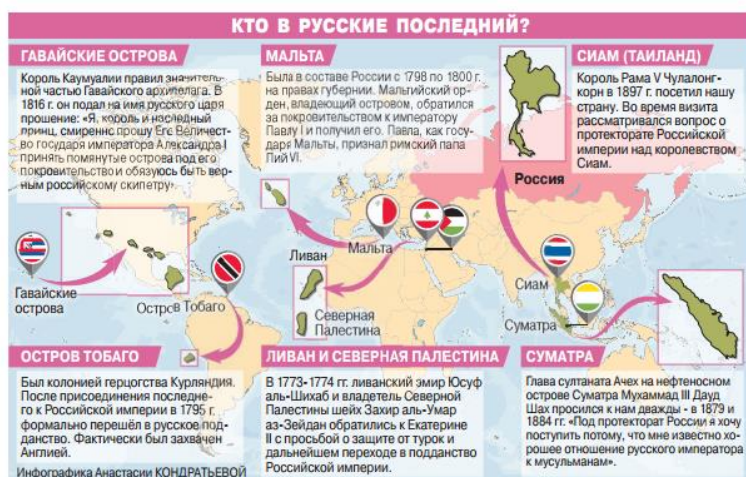 КТО В РУССКИЕ ПОСЛЕДНИЙ?
ГАВАЙСКИЕ ОСТРОВА
Король Каумуалии правил значитель-
ной частью Гавайского архипелага. В
1816 г. он подал на имя русского царя
прошение: «Я, король и наследный
принц, смиренно прошу Его Величест-
во государя императора Александра I
принять помянутые острова под его
покровительство и обязуюсь быть вер-
ным российскому скипетру»
МАЛЬТА
Была в составе России с 1798 по 1800 г.
на правах губернии. Мальтийский ор-
ден, владеющий островом, обратился
за покровительством к императору
Павлу I и получил его. Павла, как госу-
даря Мальты, признал римский папа
Пий VI.
СИАМ (ТАИЛАНД)
Король Рама V Чулалонг-
корн в 1897 г. посетил нашу
страну. Во время визита
рассматривался вопрос о
протекторате Российской
империи над королевством
Сиам.
Россия
Ливан
Мальта
Гавайские
острова
Остров Тобаго
Северная
Палестина
Сиам
Суматра
ОСТРОВ ТОБАГО
Был колонией герцогства Курляндия.
После присоединения последне-
го к Российской империи в 1795 г.
формально перешёл в русское под-
данство. Фактически был захвачен
Англией.
Инфографика Анастасии КОНДРАТЬЕВОЙ
ЛИВАН И СЕВЕРНАЯ ПАЛЕСТИНА
В 1773-1774 гг. ливанский эмир Юсуф
аль-Шихаб и владетель Северной
Палестины шейх Захир аль-Умар
аз-Зейдан обратились к Екатерине
II с просьбой о защите от турок и
дальнейшем переходе в подданство
Российской империи.
СУМАТРА
Глава султаната Ачех на нефтеносном
острове Суматра Мухаммад III Дауд
Шах просился к нам дважды - в 1879 и
1884 гг. «Под протекторат России я хочу
поступить потому, что мне известно хо-
рошее отношение русского императора
к мусульманам».